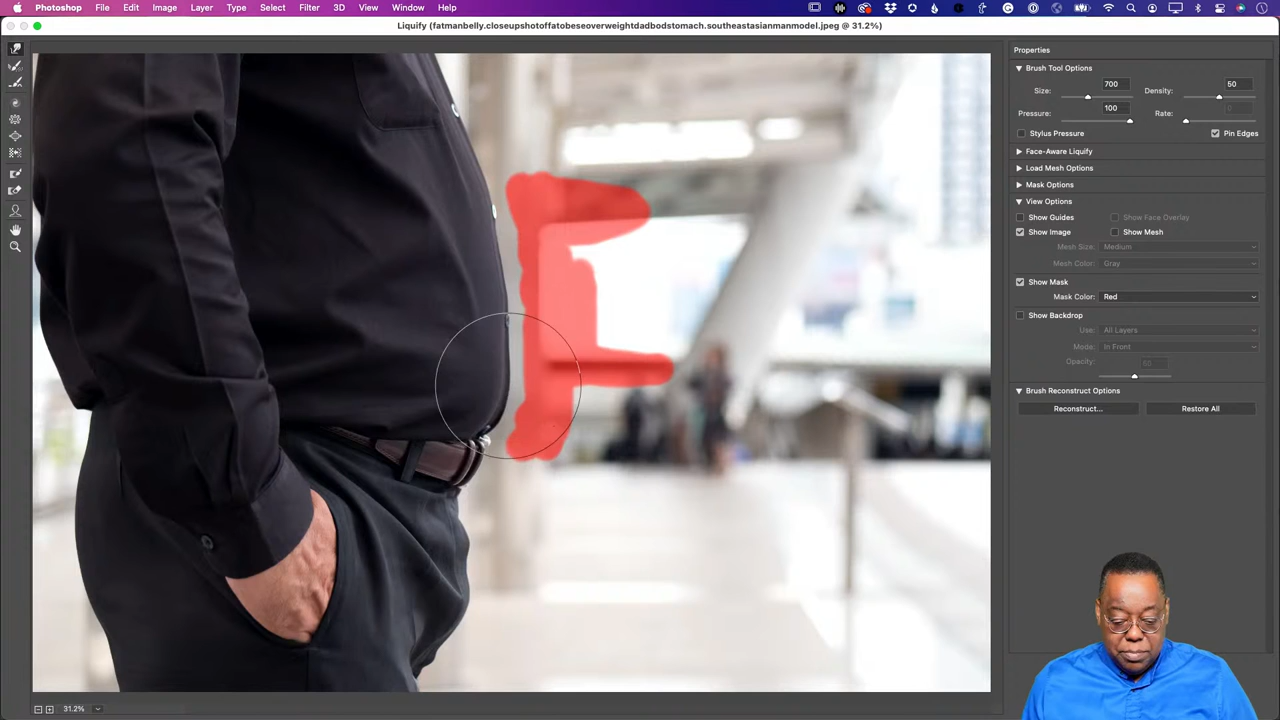 Photoshop File Edit Image Layer Type Select Filter 3D View Window Help
Liquify (fatmanbelly.closeupshotoffatobeseoverweightdadbodstomach.southeastasianmanmodel.jpeg @ 31.2%)
Properties
Brush Tool Options
Size: 700 Density: 50
Pressure: 100 Rate: 0
Stylus Pressure Pin Edges
Face-Aware Liquify
Load Mesh Options
Mask Options
View Options
Show Guides Show Face Overlay
Show Image Show Mesh
Mesh Size: Medium
Mesh Color: Gray
Show Mask
Mask Color: Red
Show Backdrop
Use: All Layers
Mode: In Front
Opacity:
Brush Reconstruct Options
Reconstruct... Restore All
31.2%